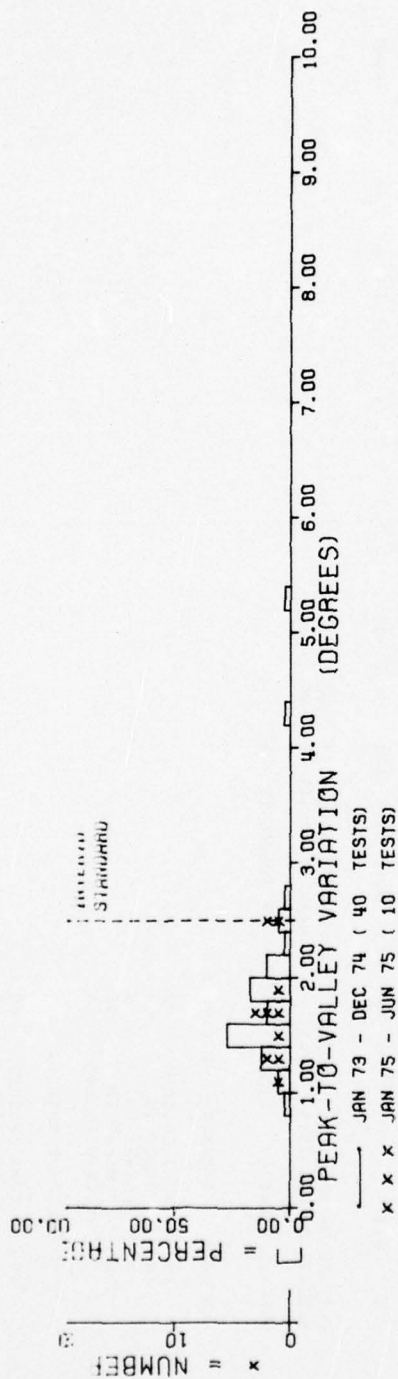 STANDARD
50.00
0.00
= PERCENTAGE
10
0
x = NUMBER
0.00 1.00 2.00 3.00 4.00 5.00 6.00 7.00 8.00 9.00 10.00
PEAK-TO-VALLEY VARIATION (DEGREES)
JAN 73 - DEC 74 ( 40 TESTS)
x x x JAN 75 - JUN 75 ( 10 TESTS)